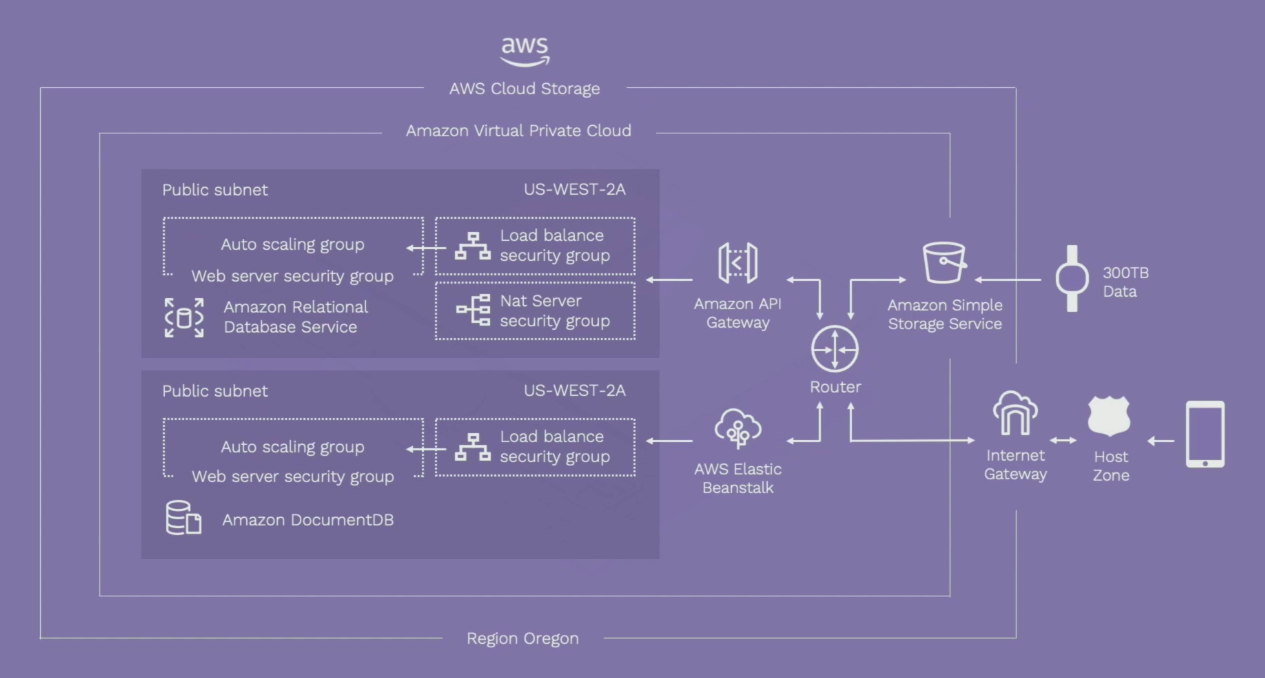 aws
AWS Cloud Storage
Amazon Virtual Private Cloud
Public subnet
US-WEST-2A
Auto scaling group
Web server security group
Load balance
security group
Nat Server
security group
Amazon Relational
Database Service
Public subnet
US-WEST-2A
Auto scaling group
Web server security group
Load balance
security group
Amazon DocumentDB
Amazon API
Gateway
AWS Elastic
Beanstalk
Router
Amazon Simple
Storage Service
300TB
Data
Internet
Gateway
Host
Zone
Region Oregon